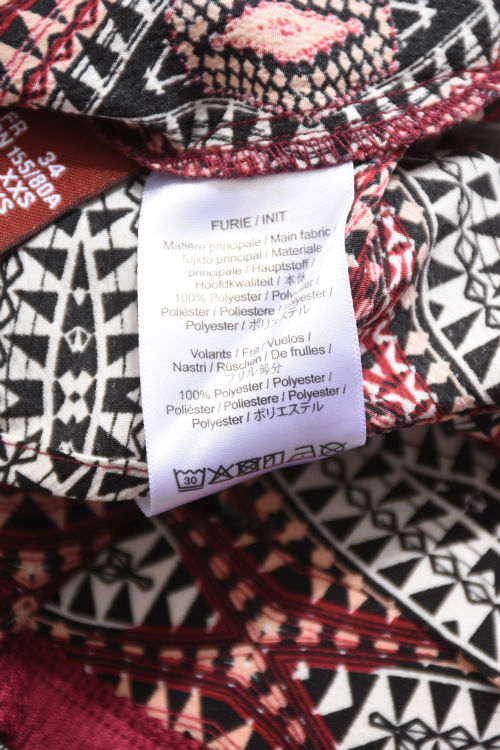 FR 34
CN 155/80A
XXS
FURIE / INIT
Matière principale / Main fabric
Tejido principal / Materiale
principale / Hauptstoff /
Hoofdkwaliteit / 本体
100% Polyester / Polyester /
Poliéster / Poliestere / Polyester /
Polyester / ポリエステル
Volants / Frill / Vuelos /
Nastri / Rüschen / De frulles /
フリル部分
100% Polyester / Polyester /
Poliéster / Poliestere / Polyester /
Polyester / ポリエステル
30